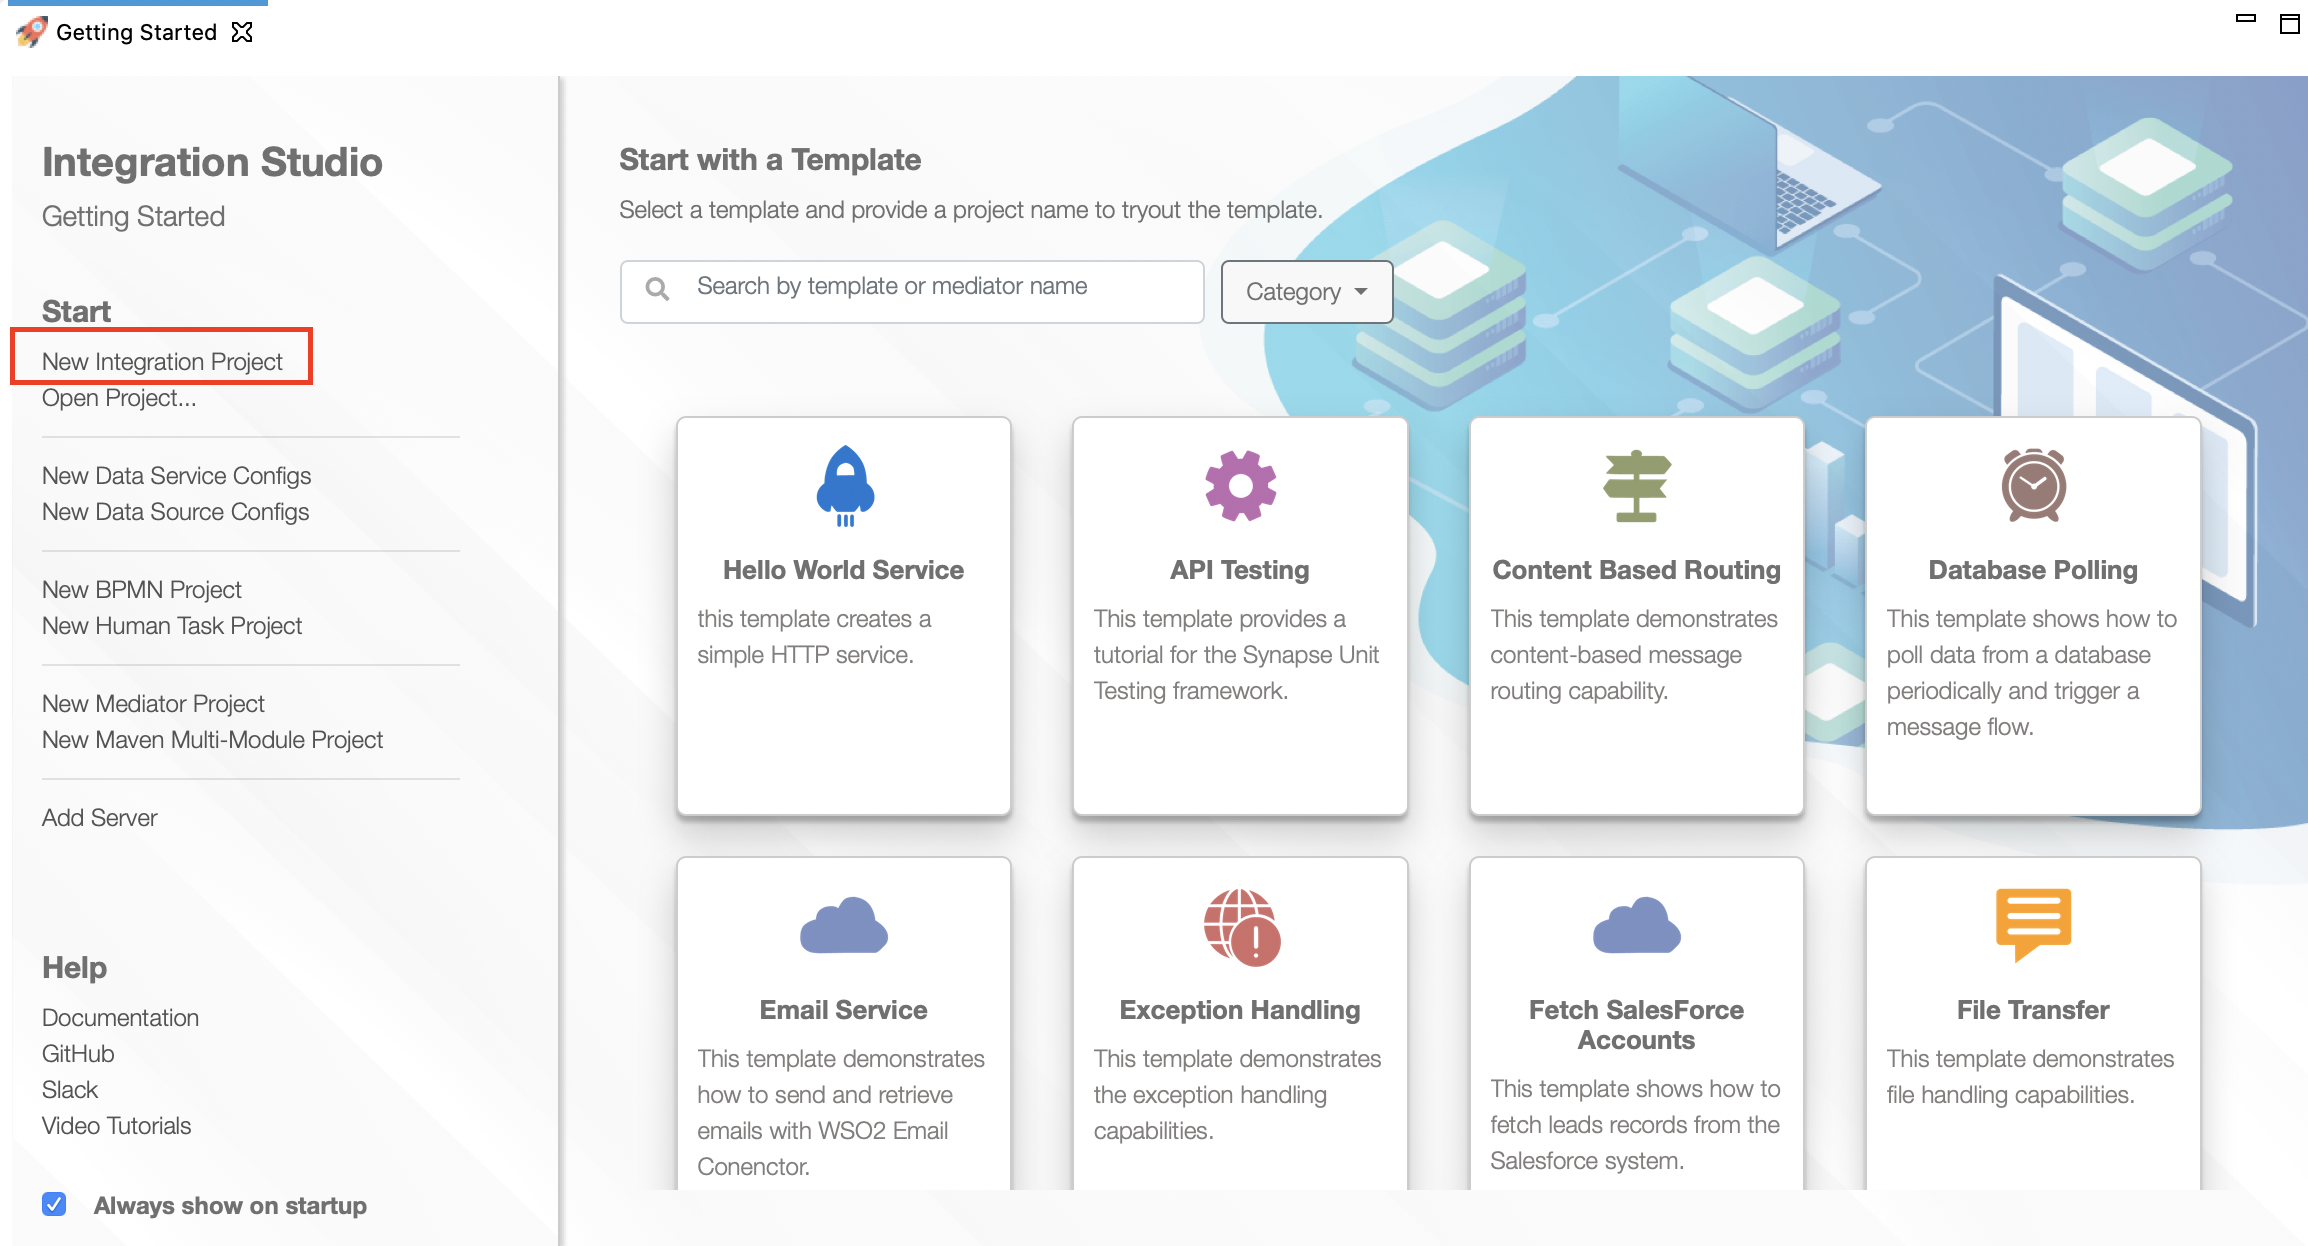 Getting Started
Integration Studio
Getting Started
Start
New Integration Project
Open Project...
New Data Service Configs
New Data Source Configs
New BPMN Project
New Human Task Project
New Mediator Project
New Maven Multi-Module Project
Add Server
Help
Documentation
GitHub
Slack
Video Tutorials
Always show on startup
Start with a Template
Select a template and provide a project name to tryout the template.
Search by template or mediator name
Category
Hello World Service
this template creates a
simple HTTP service.
API Testing
This template provides a
tutorial for the Synapse Unit
Testing framework.
Content Based Routing
This template demonstrates
content-based message
routing capability.
Database Polling
This template shows how to
poll data from a database
periodically and trigger a
message flow.
Email Service
This template demonstrates
how to send and retrieve
emails with WSO2 Email
Conenctor.
Exception Handling
This template demonstrates
the exception handling
capabilities.
Fetch SalesForce
Accounts
This template shows how to
fetch leads records from the
Salesforce system.
File Transfer
This template demonstrates
file handling capabilities.